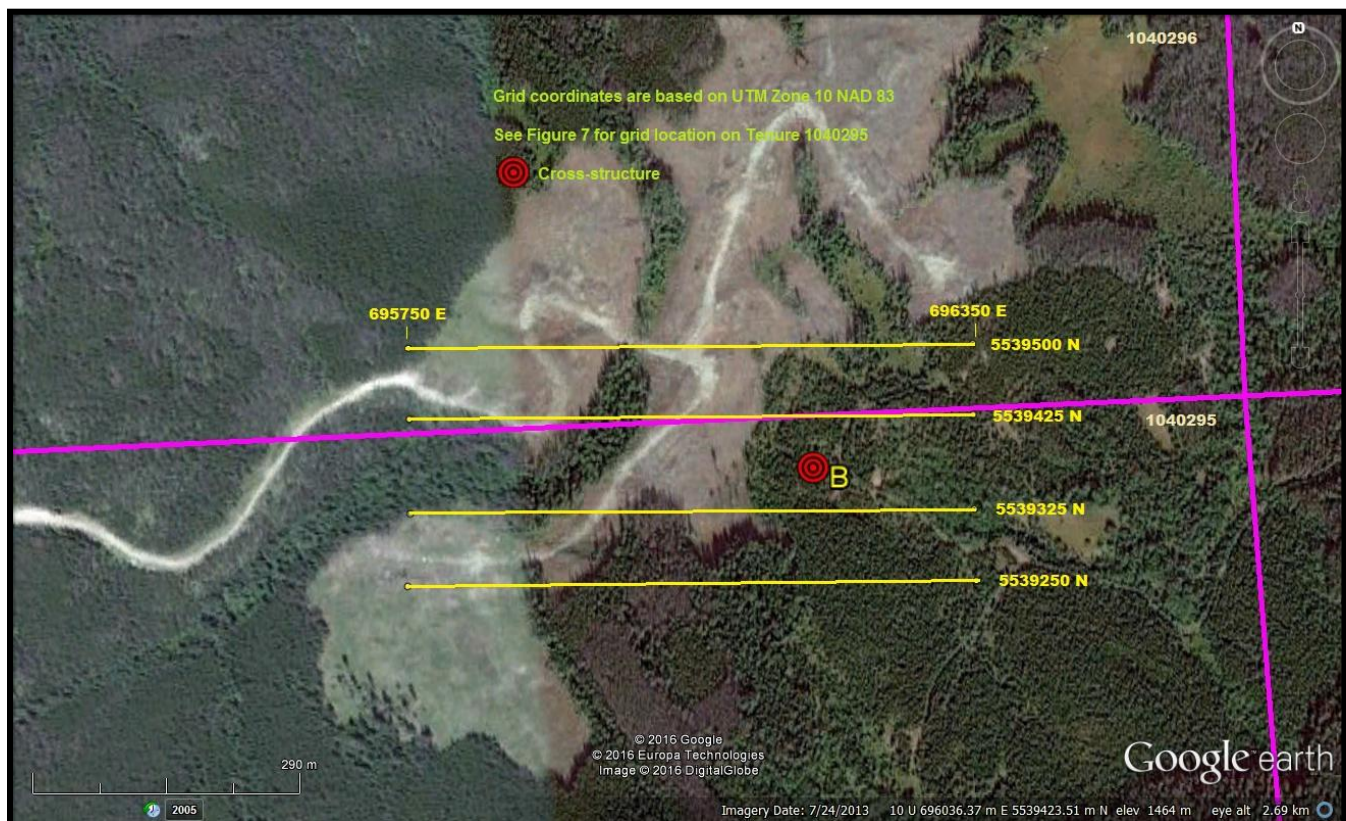 1040296
N
Grid coordinates are based on UTM Zone 10 NAD 83
See Figure 7 for grid location on Tenure 1040295
Cross-structure
695750 E
696350 E
5539500 N
5539425 N
1040295
B
5539325 N
5539250 N
© 2016 Google
© 2016 Europa Technologies
Image © 2016 DigitalGlobe
Google earth
290 m
2005
Imagery Date: 7/24/2013 10 U 696036.37 m E 5539423.51 m N elev 1464 m eye alt 2.69 km